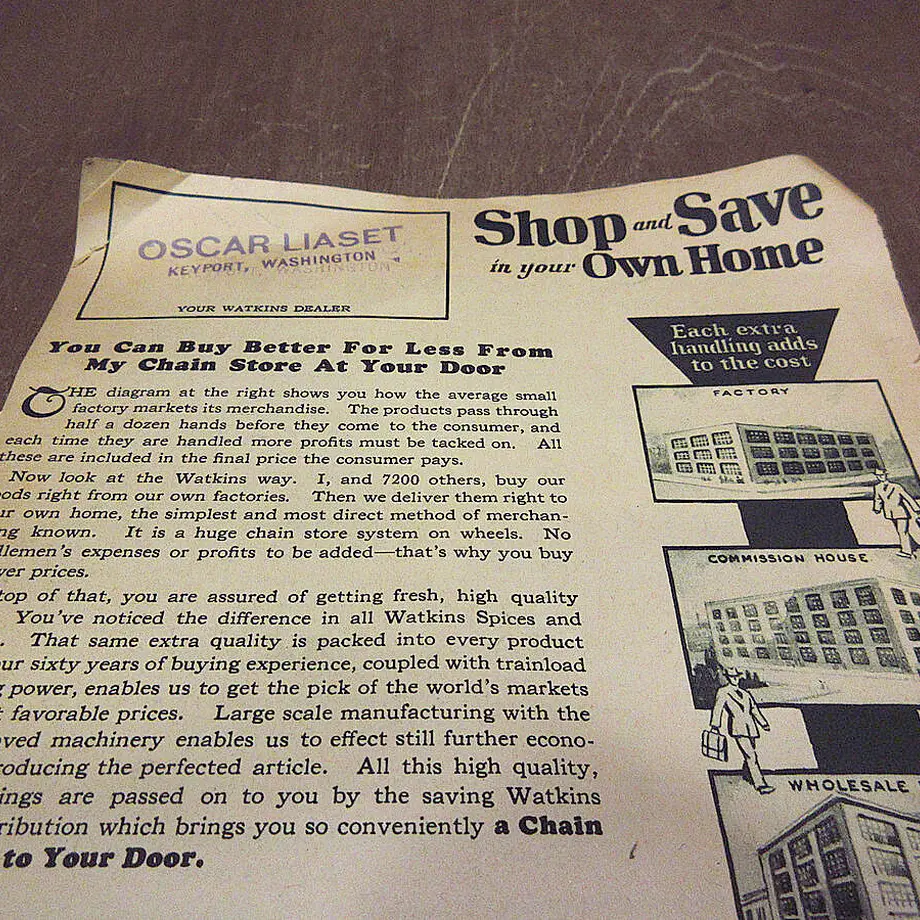 OSCAR LIASET
KEYPORT, WASHINGTON
YOUR WATKINS DEALER
Shop and Save
in your Own Home
You Can Buy Better For Less From
My Chain Store At Your Door
THE diagram at the right shows you how the average small
factory markets its merchandise. The products pass through
half a dozen hands before they come to the consumer, and
each time they are handled more profits must be tacked on. All
these are included in the final price the consumer pays.
Now look at the Watkins way. I, and 7200 others, buy our
ods right from our own factories. Then we deliver them right to
ur own home, the simplest and most direct method of merchan-
ng known. It is a huge chain store system on wheels. No
dlemen's expenses or profits to be added—that's why you buy
wer prices.
top of that, you are assured of getting fresh, high quality
You've noticed the difference in all Watkins Spices and
. That same extra quality is packed into every product
ur sixty years of buying experience, coupled with trainload
g power, enables us to get the pick of the world's markets
t favorable prices. Large scale manufacturing with the
oved machinery enables us to effect still further econo-
roducing the perfected article. All this high quality,
ings are passed on to you by the saving Watkins
ribution which brings you so conveniently a Chain
to Your Door.
Each extra
handling adds
to the cost
FACTORY
COMMISSION HOUSE
WHOLESALE